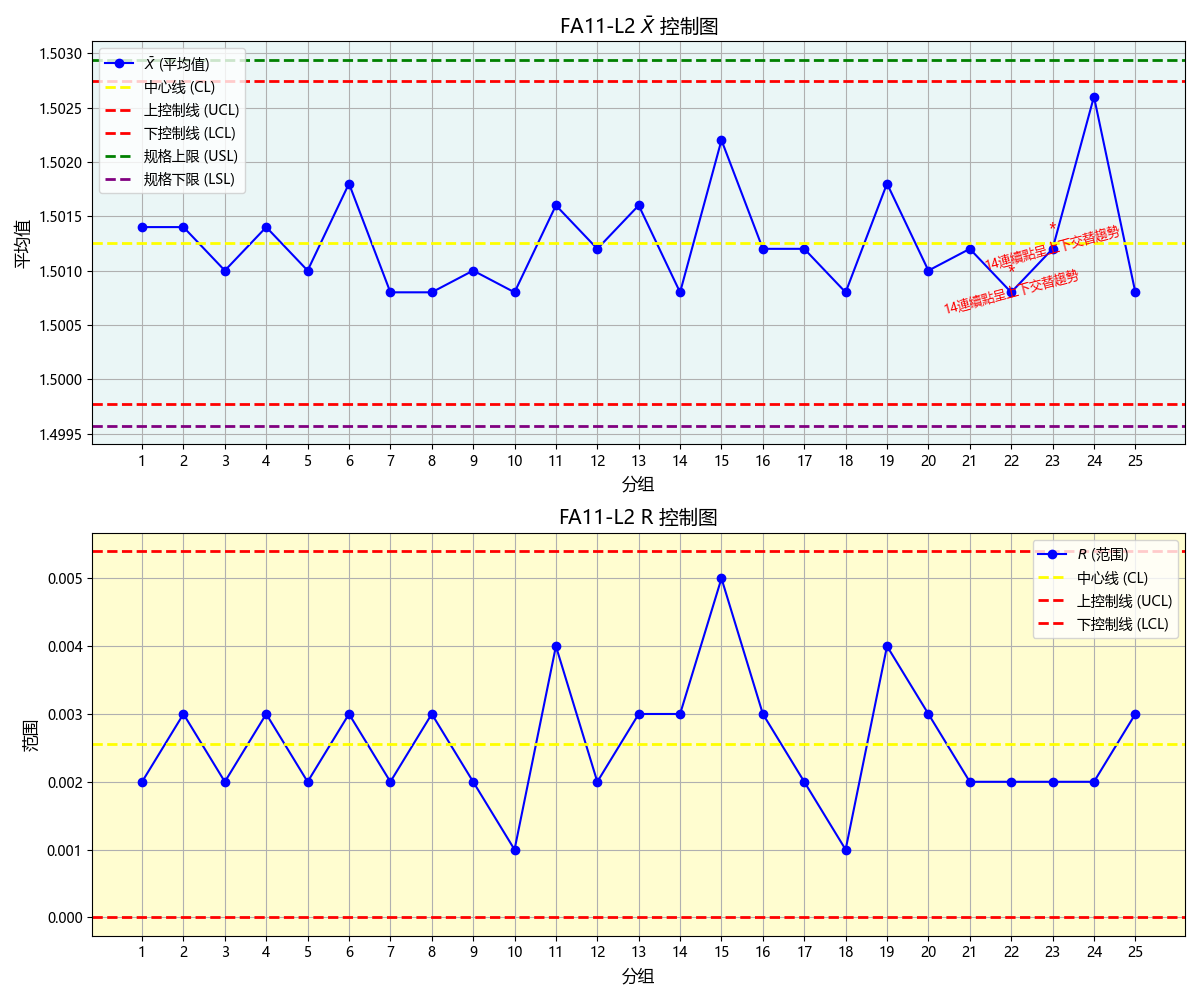 FA11-L2 X̄ 控制图
1.5030
1.5025
1.5020
1.5015
1.5010
1.5005
1.5000
1.4995
平均值
X̄ (平均值)
中心线 (CL)
上控制线 (UCL)
下控制线 (LCL)
规格上限 (USL)
规格下限 (LSL)
*
14連續點呈上下交替趨勢
*
14連續點呈上下交替趨勢
1 2 3 4 5 6 7 8 9 10 11 12 13 14 15 16 17 18 19 20 21 22 23 24 25
分组
FA11-L2 R 控制图
0.005
0.004
0.003
0.002
0.001
0.000
范围
R (范围)
中心线 (CL)
上控制线 (UCL)
下控制线 (LCL)
1 2 3 4 5 6 7 8 9 10 11 12 13 14 15 16 17 18 19 20 21 22 23 24 25
分组